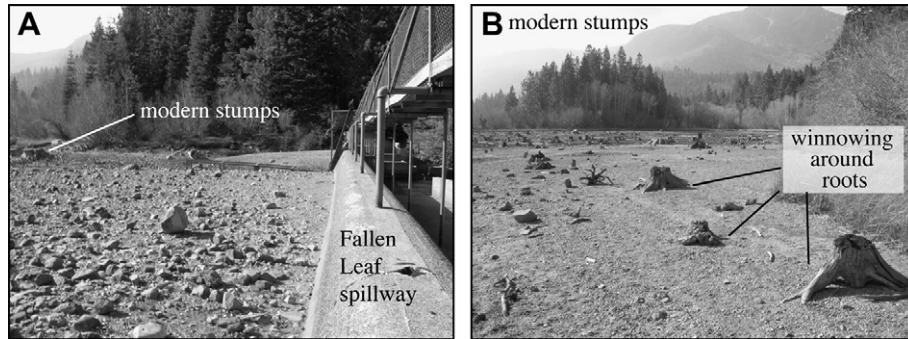 A
modern stumps
Fallen
Leaf
spillway
B
modern stumps
winnowing
around
roots